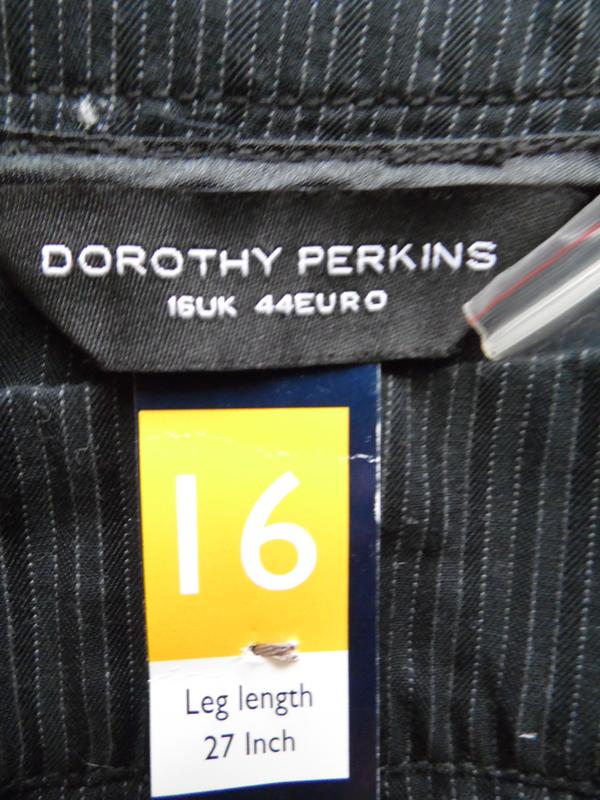 DOROTHY PERKINS
16UK 44EURO
16
Leg length
27 Inch